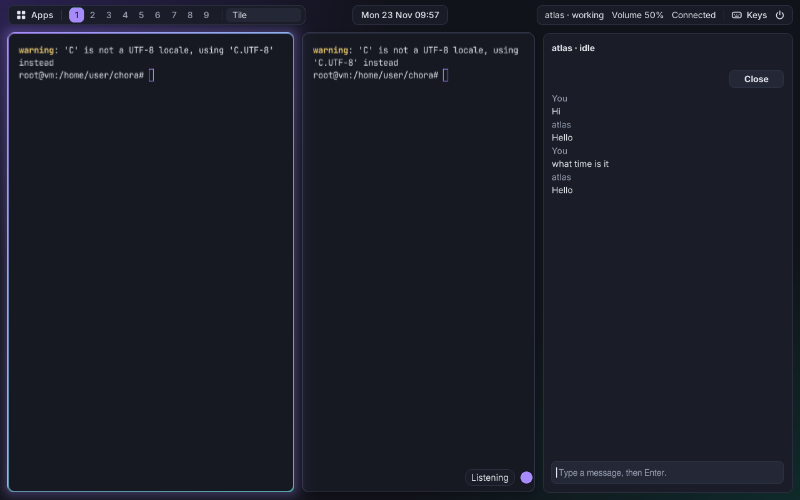 Apps 1 2 3 4 5 6 7 8 9 Tile
Mon 23 Nov 09:57
atlas · working Volume 50% Connected Keys
warning: 'C' is not a UTF-8 locale, using 'C.UTF-8'
instead
root@vm:/home/user/chora#
warning: 'C' is not a UTF-8 locale, using
'C.UTF-8' instead
root@vm:/home/user/chora#
Listening
atlas · idle
Close
You
Hi
atlas
Hello
You
what time is it
atlas
Hello
Type a message, then Enter.